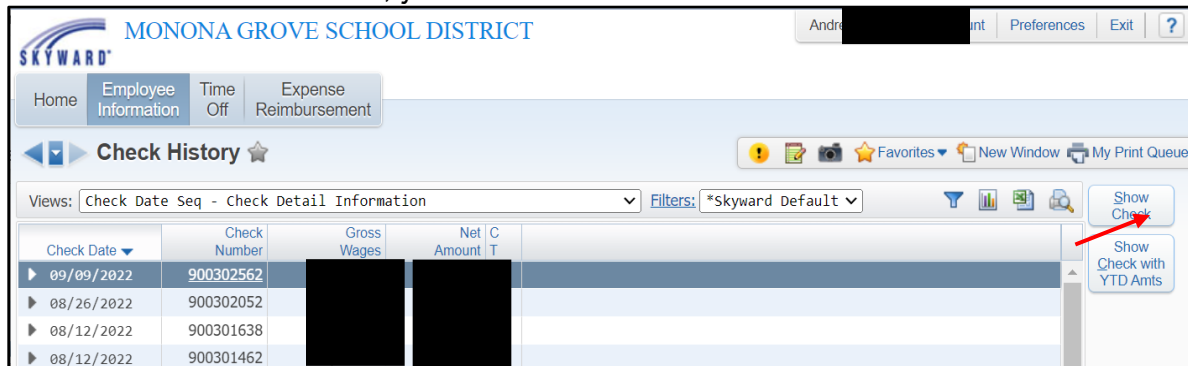 MONONA GROVE SCHOOL DISTRICT
SKYWARD
Andre unt Preferences Exit ?
Home Employee Information Time Off Expense Reimbursement
Check History
Favorites New Window My Print Queue
Views: Check Date Seq - Check Detail Information Filters: *Skyward Default
Show Check
Check Date Check Number Gross Wages Net Amount C T
Show Check with YTD Amts
09/09/2022 900302562
08/26/2022 900302052
08/12/2022 900301638
08/12/2022 900301462